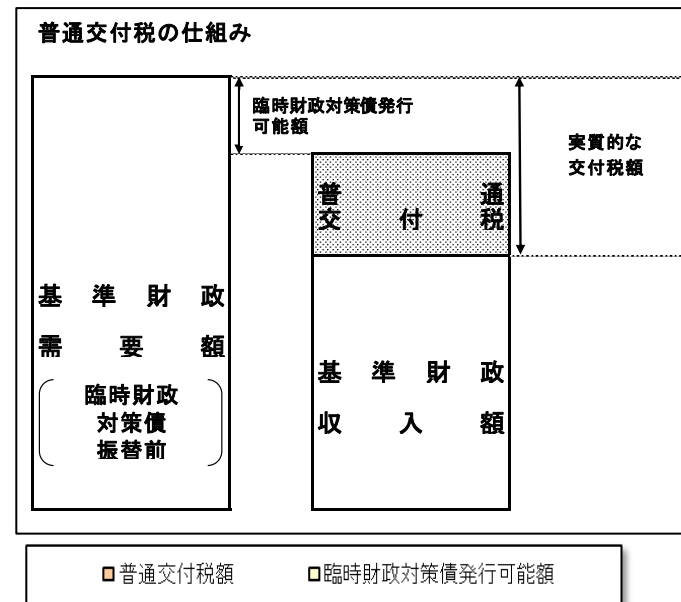 普通交付税の仕組み
臨時財政対策債発行
可能額
実質的な
交付税額
普通
交付税
基準財政
需要額
臨時財政
対策債
振替前
基準財政
収入額
普通交付税額 臨時財政対策債発行可能額